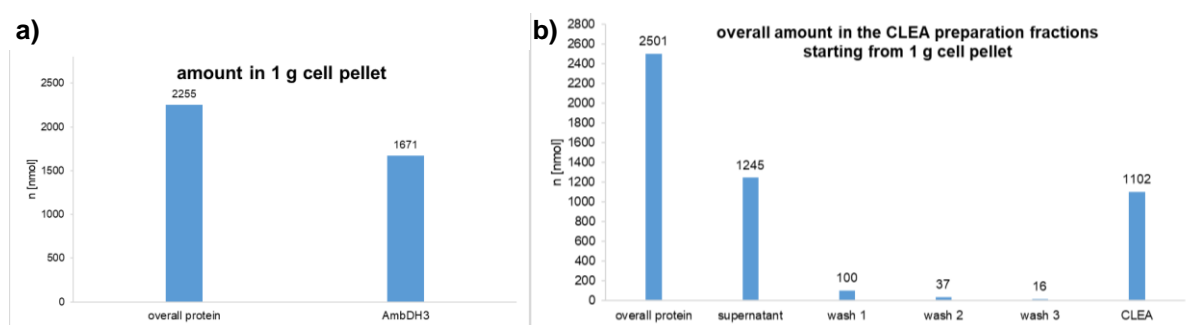 a)
amount in 1 g cell pellet
n [nmol]
2500
2000
1500
1000
500
0
2255
1671
overall protein
AmbDH3
b)
overall amount in the CLEA preparation fractions
starting from 1 g cell pellet
n [nmol]
2800
2600
2400
2200
2000
1800
1600
1400
1200
1000
800
600
400
200
0
2501
1245
100
37
16
1102
overall protein
supernatant
wash 1
wash 2
wash 3
CLEA